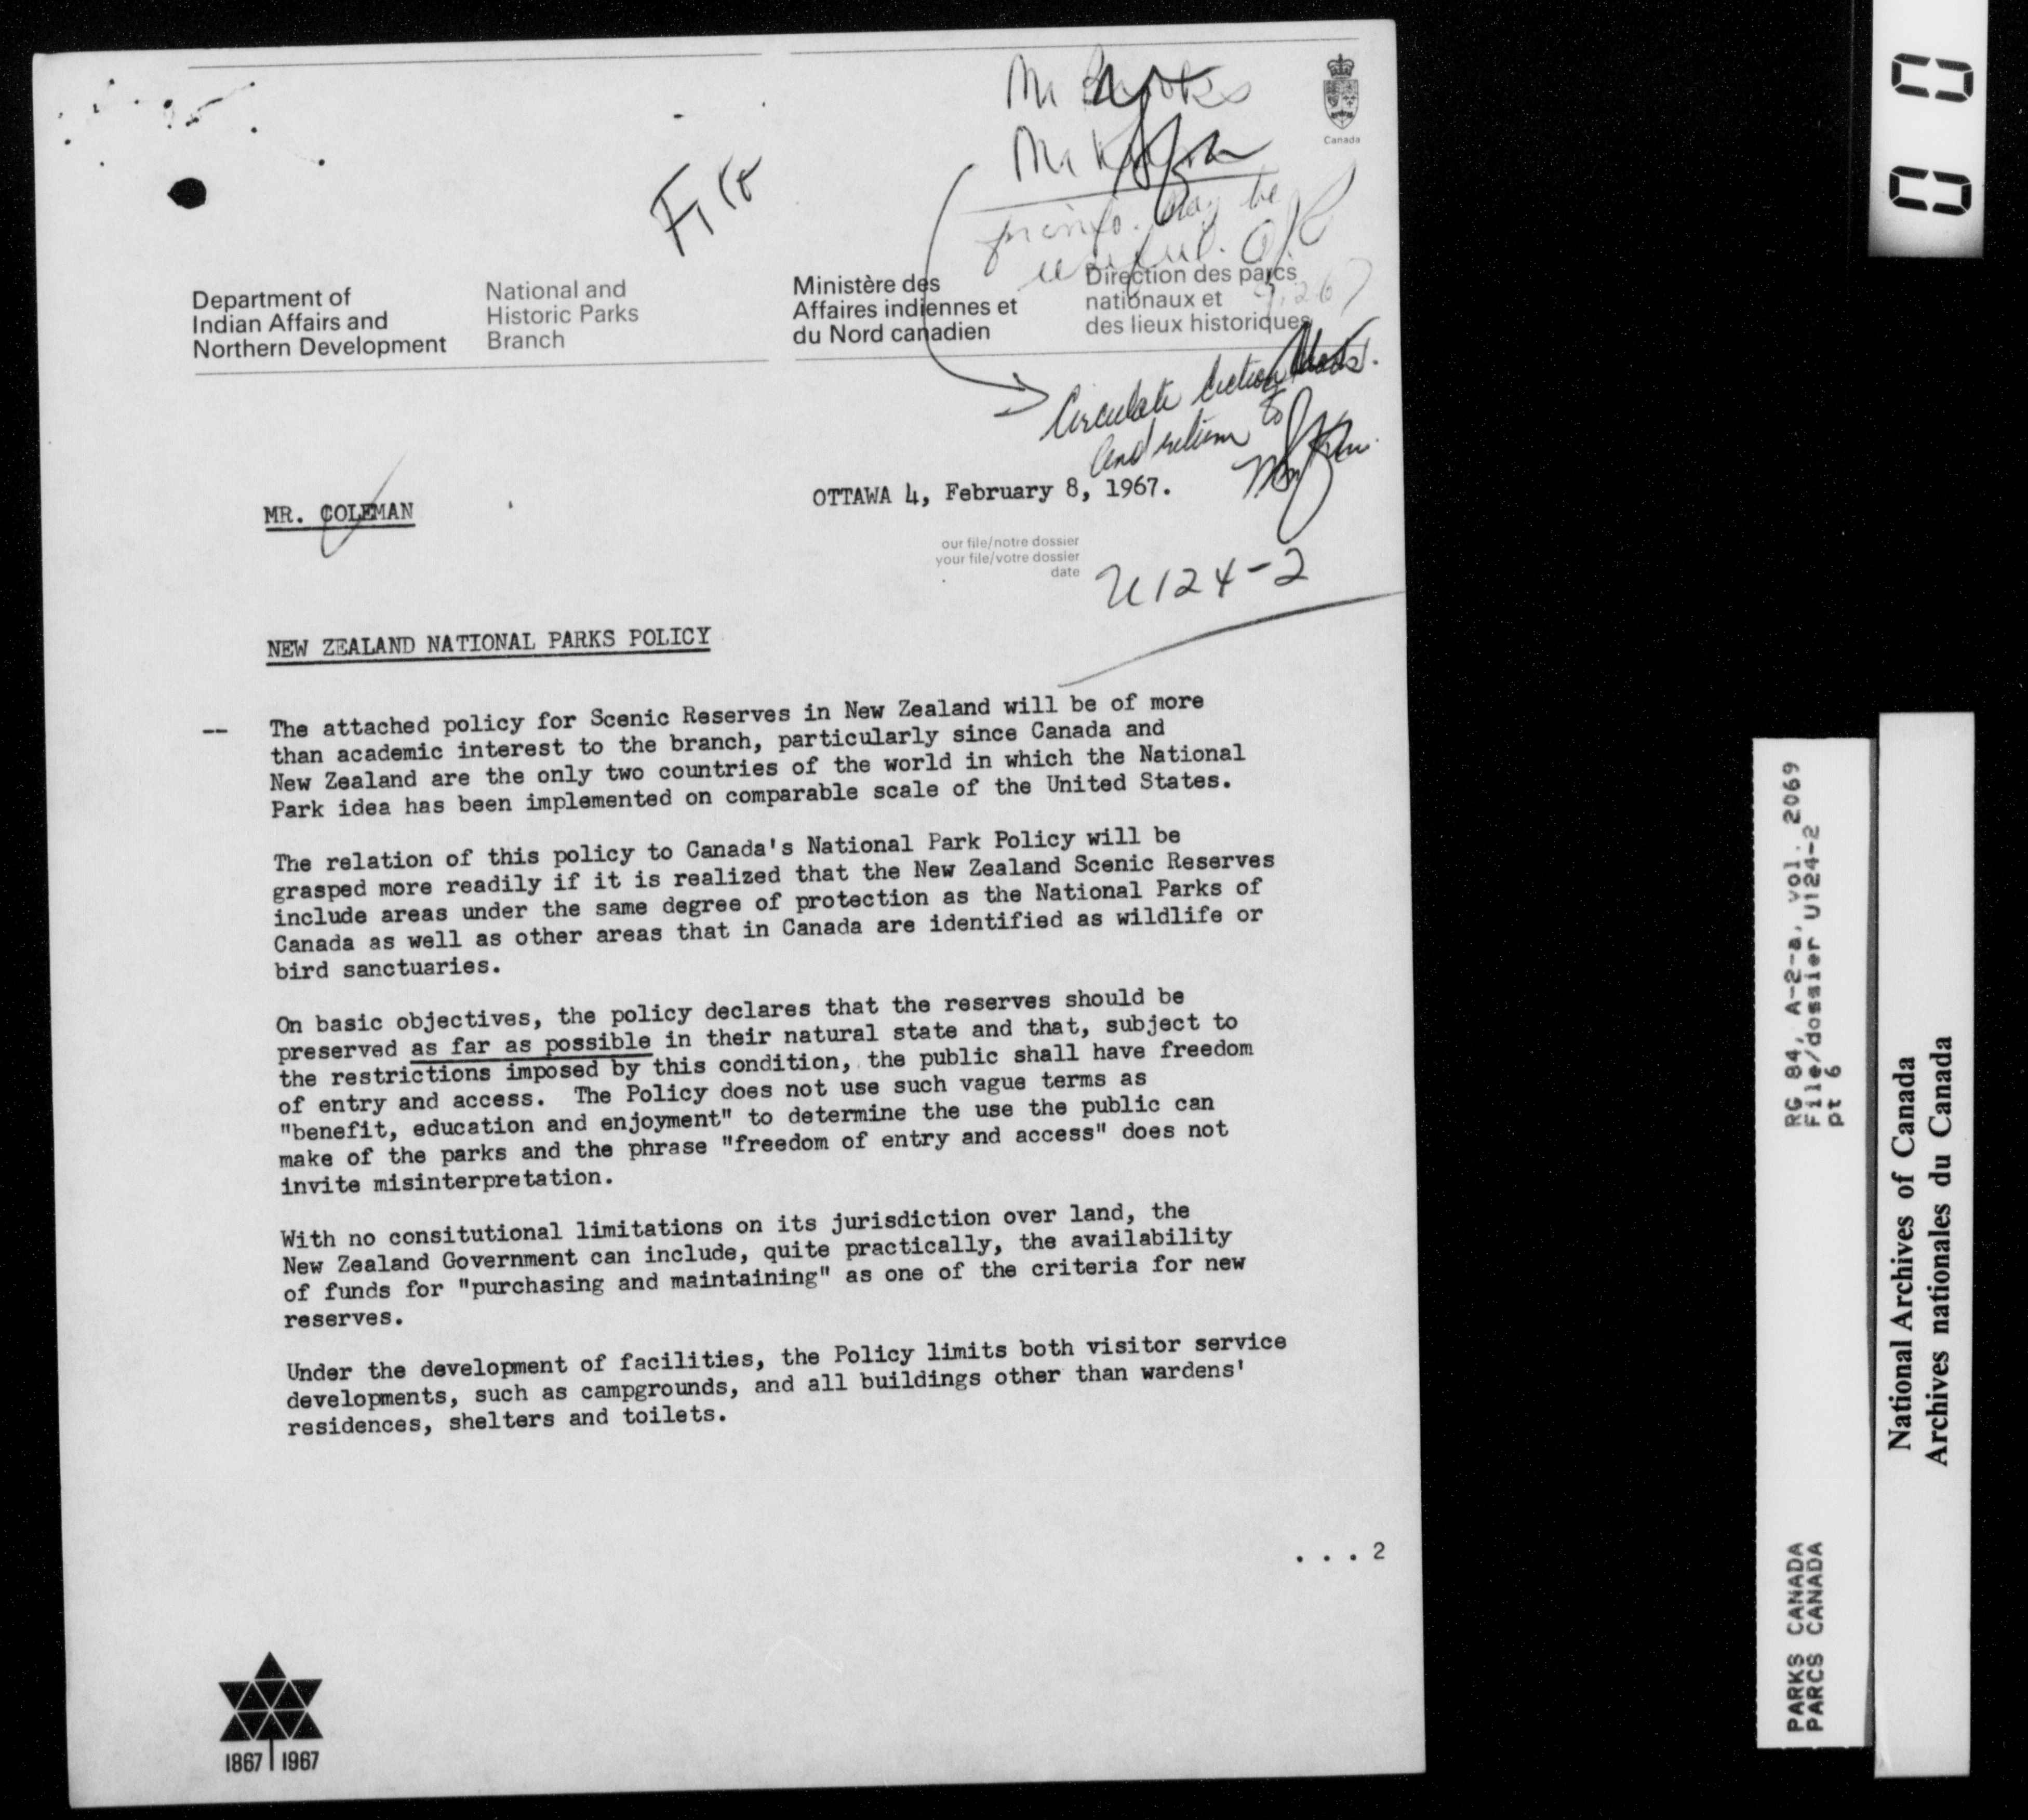 Mr Brooks
Mr
for info. May be
useful.
File
Canada
Department of
Indian Affairs and
Northern Development
National and
Historic Parks
Branch
Ministère des
Affaires indiennes et
du Nord canadien
Direction des parcs
nationaux et
des lieux historiques
Circulate Section Heads.
and return to
MR. COLEMAN
OTTAWA 4, February 8, 1967.
our file/notre dossier
your file/votre dossier
date
U124-2
NEW ZEALAND NATIONAL PARKS POLICY
-- The attached policy for Scenic Reserves in New Zealand will be of more
than academic interest to the branch, particularly since Canada and
New Zealand are the only two countries of the world in which the National
Park idea has been implemented on comparable scale of the United States.
The relation of this policy to Canada's National Park Policy will be
grasped more readily if it is realized that the New Zealand Scenic Reserves
include areas under the same degree of protection as the National Parks of
Canada as well as other areas that in Canada are identified as wildlife or
bird sanctuaries.
On basic objectives, the policy declares that the reserves should be
preserved as far as possible in their natural state and that, subject to
the restrictions imposed by this condition, the public shall have freedom
of entry and access. The Policy does not use such vague terms as
"benefit, education and enjoyment" to determine the use the public can
make of the parks and the phrase "freedom of entry and access" does not
invite misinterpretation.
With no consitutional limitations on its jurisdiction over land, the
New Zealand Government can include, quite practically, the availability
of funds for "purchasing and maintaining" as one of the criteria for new
reserves.
Under the development of facilities, the Policy limits both visitor service
developments, such as campgrounds, and all buildings other than wardens'
residences, shelters and toilets.
. . . 2
1867 1967
RG 84, A-2-a, vol. 2069
File/dossier U124-2
pt 6
PARKS CANADA
PARCS CANADA
National Archives of Canada
Archives nationales du Canada